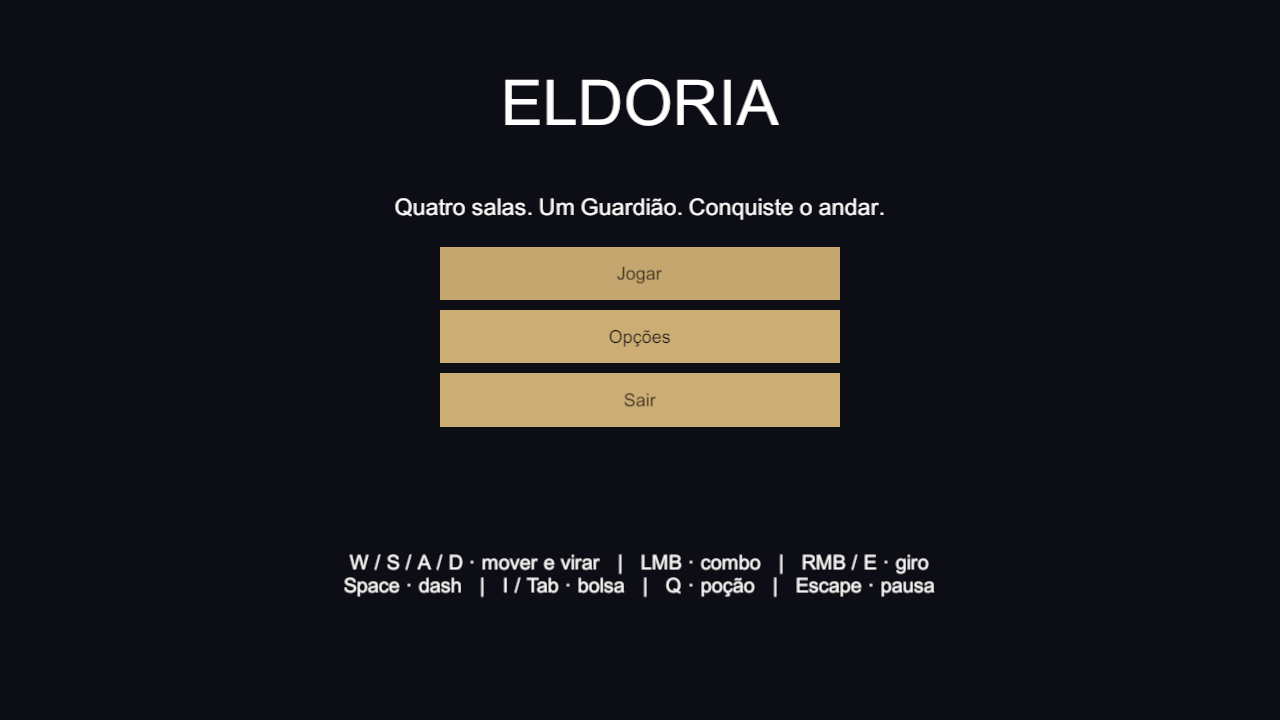 ELDORIA
Quatro salas. Um Guardião. Conquiste o andar.
Jogar
Opções
Sair
W / S / A / D · mover e virar | LMB · combo | RMB / E · giro
Space · dash | I / Tab · bolsa | Q · poção | Escape · pausa